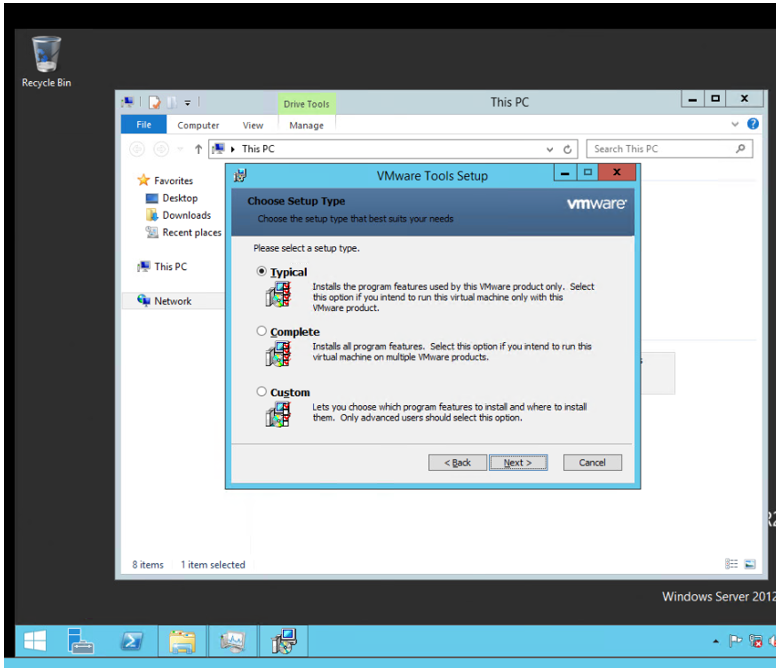 Recycle Bin
Drive Tools
This PC
File Computer View Manage
This PC
Search This PC
Favorites
Desktop
Downloads
Recent places
This PC
Network
VMware Tools Setup
Choose Setup Type
Choose the setup type that best suits your needs
vmware
Please select a setup type.
Typical
Installs the program features used by this VMware product only. Select
this option if you intend to run this virtual machine only with this
VMware product.
Complete
Installs all program features. Select this option if you intend to run this
virtual machine on multiple VMware products.
Custom
Lets you choose which program features to install and where to install
them. Only advanced users should select this option.
< Back Next > Cancel
8 items 1 item selected
Windows Server 2012